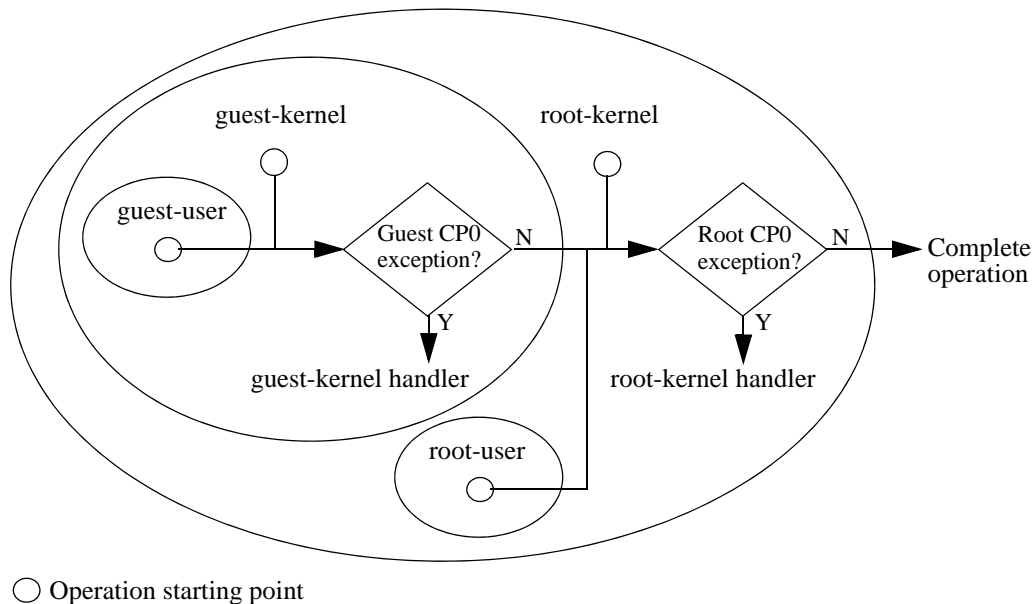 guest-kernel
root-kernel
guest-user
Guest CP0
exception?
N
Root CP0
exception?
N
Complete
operation
Y
Y
guest-kernel handler
root-kernel handler
root-user
Operation starting point